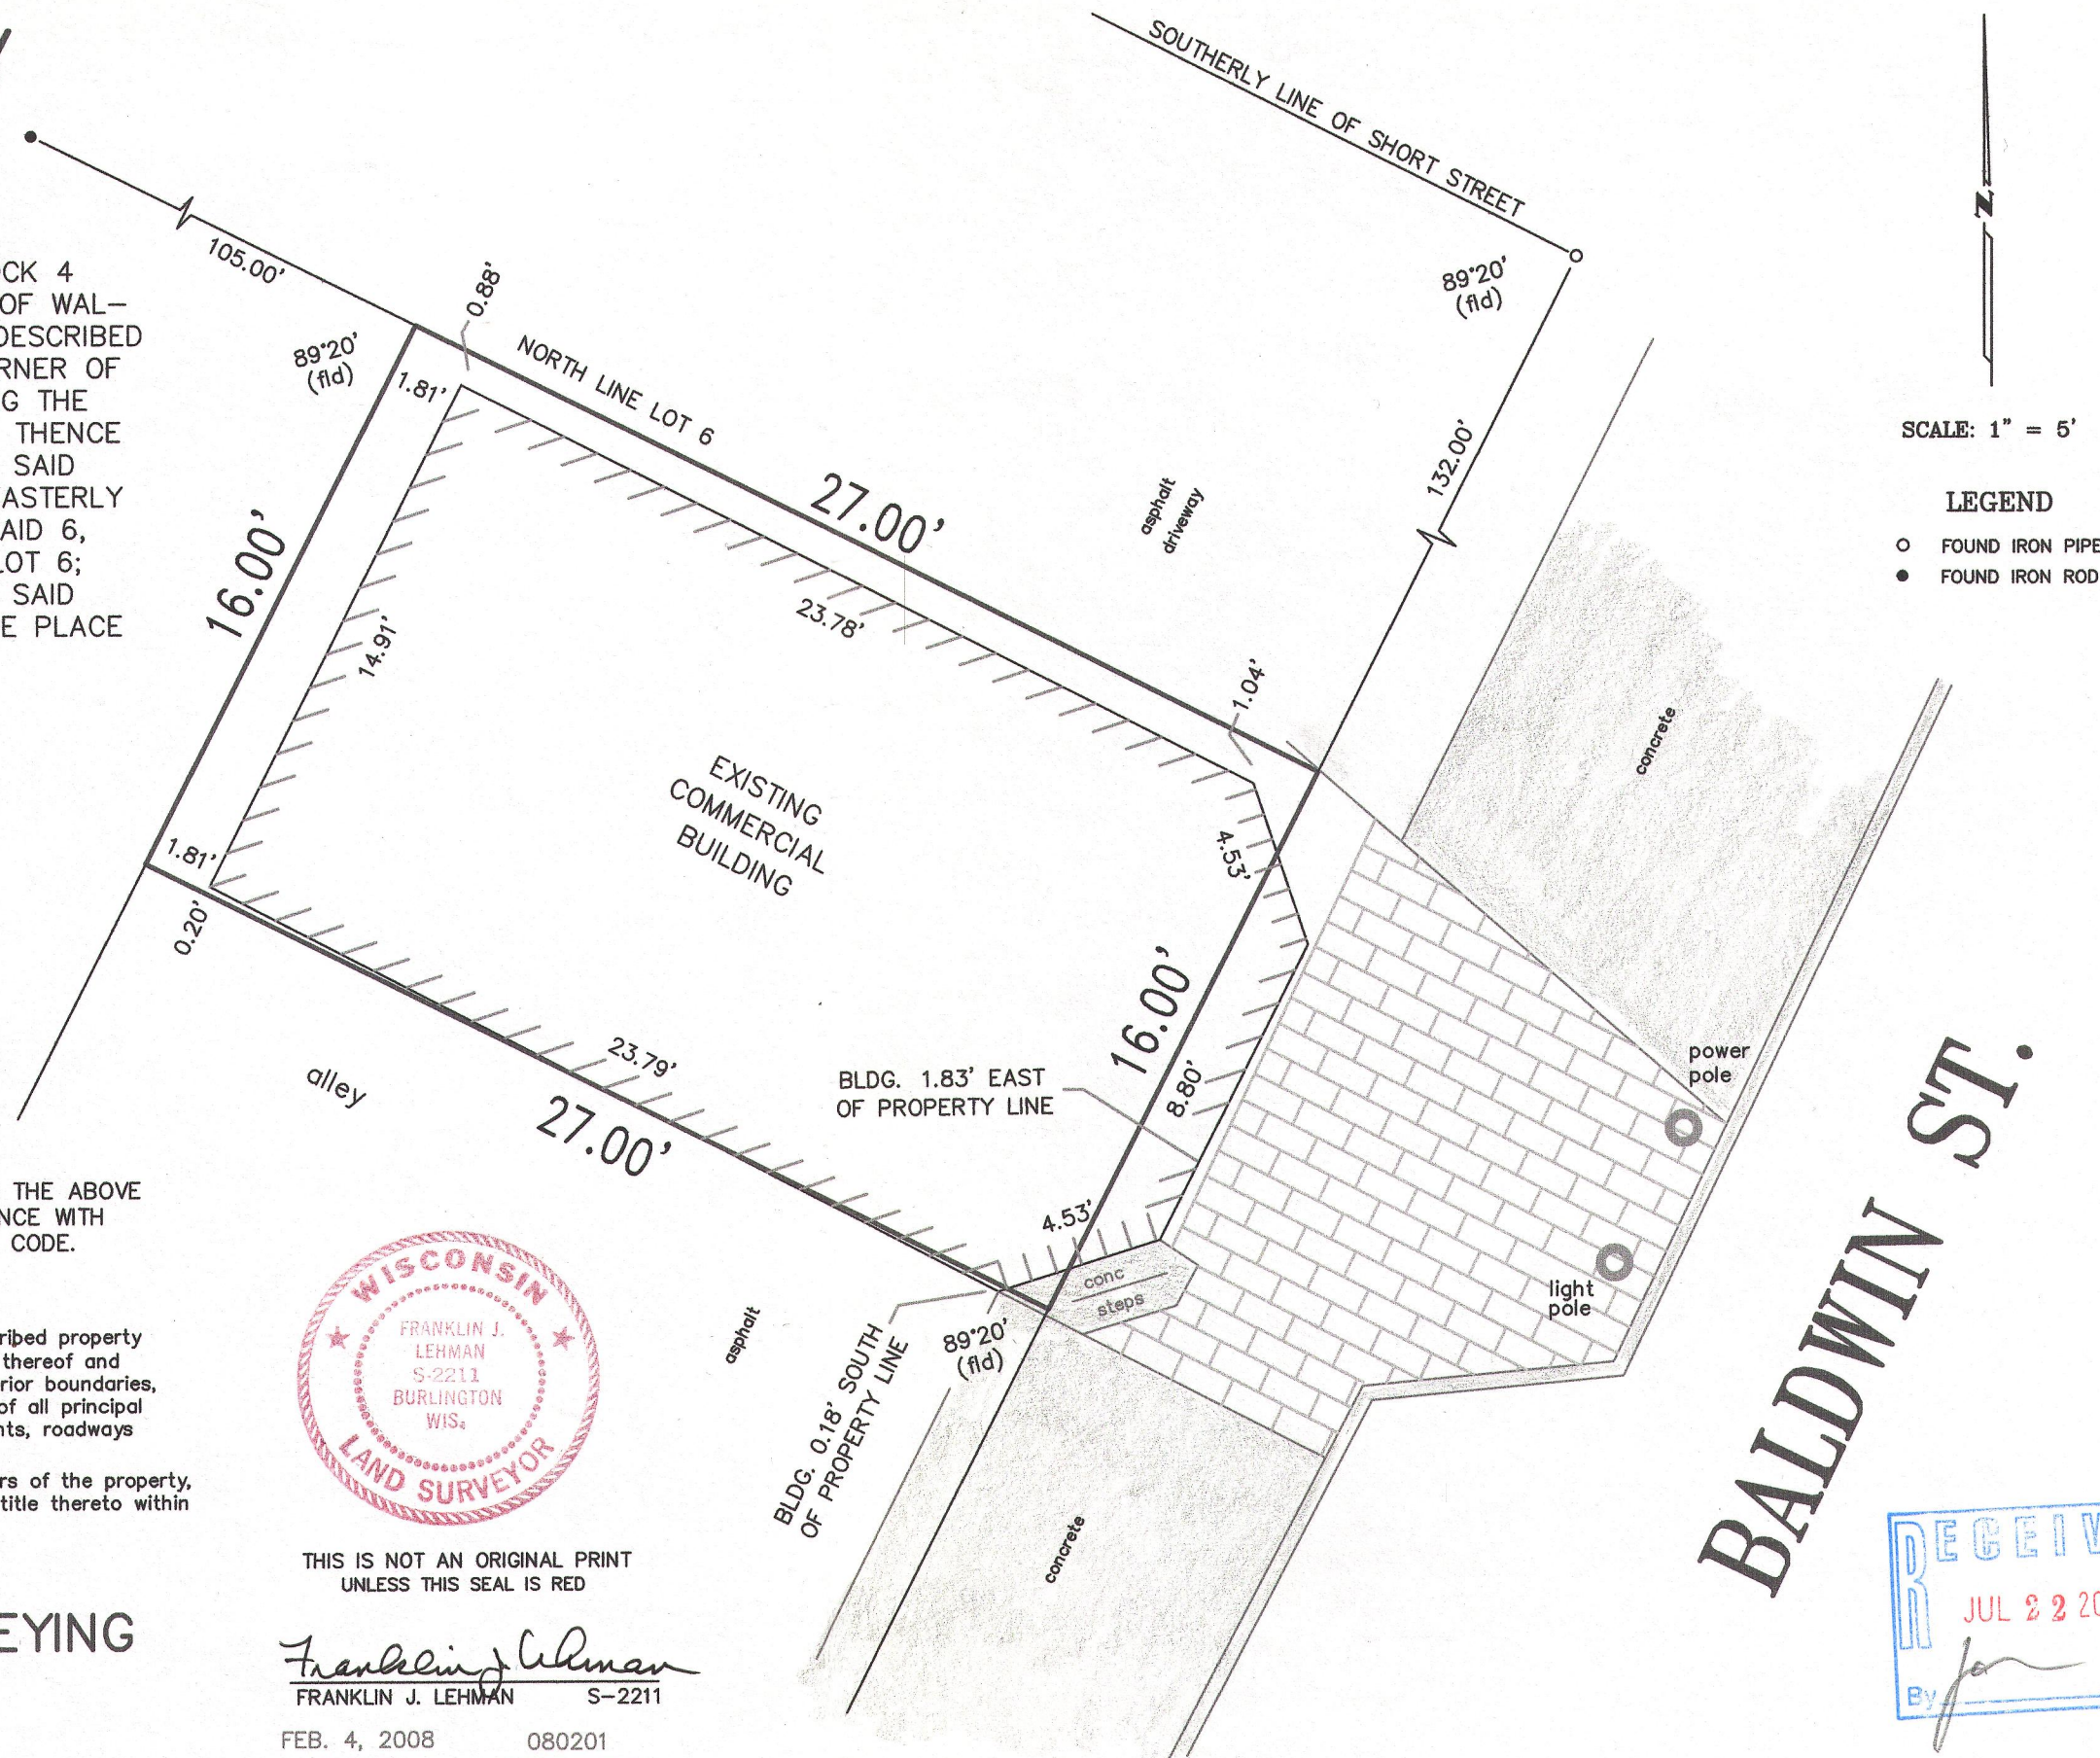 SOUTHERLY LINE OF SHORT STREET
105.00'
89°20'
(fld)
89°20'
(fld)
0.88'
NORTH LINE LOT 6
27.00'
1.81'
16.00'
14.91'
23.78'
asphalt
driveway
132.00'
1.04'
4.53'
concrete
EXISTING
COMMERCIAL
BUILDING
1.81'
0.20'
23.79'
27.00'
alley
16.00'
8.80'
BLDG. 1.83' EAST
OF PROPERTY LINE
4.53'
conc
steps
power
pole
light
pole
asphalt
BLDG. 0.18' SOUTH
OF PROPERTY LINE
89°20'
(fld)
concrete
BALDWIN ST.
N
SCALE: 1" = 5'
LEGEND
FOUND IRON PIPE
FOUND IRON ROD
CK 4
OF WAL-
DESCRIBED
RNER OF
G THE
THENCE
SAID
ASTERLY
AID 6,
LOT 6;
SAID
E PLACE
THE ABOVE
NCE WITH
CODE.
ribed property
thereof and
rior boundaries,
of all principal
nts, roadways
rs of the property,
title thereto within
EYING
WISCONSIN
FRANKLIN J.
LEHMAN
S-2211
BURLINGTON
WIS.
LAND SURVEYOR
THIS IS NOT AN ORIGINAL PRINT
UNLESS THIS SEAL IS RED
Franklin J Lehman
FRANKLIN J. LEHMAN S-2211
FEB. 4, 2008 080201
RECEIV
JUL 22 20
By